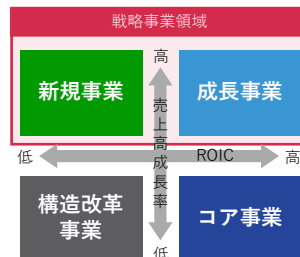 戦略事業領域
高
新規事業
成長事業
売上高成長率
低
ROIC
高
構造改革
事業
コア事業
低